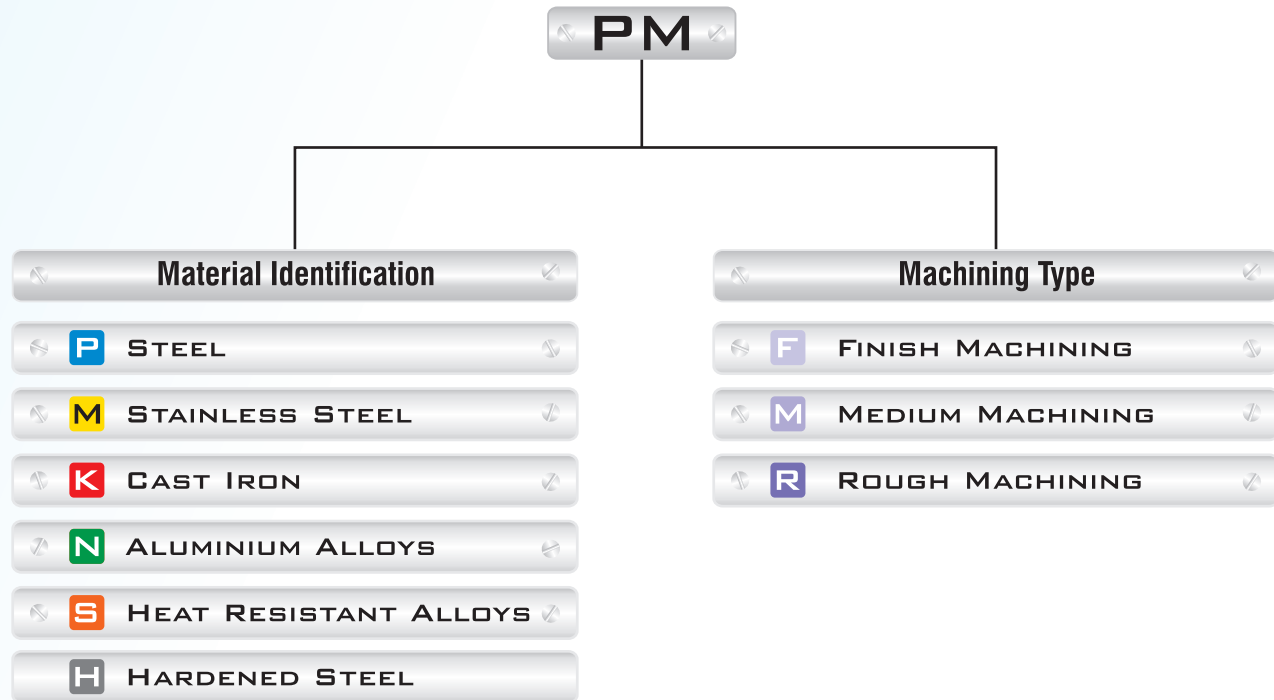 PM
Material Identification
P STEEL
M STAINLESS STEEL
K CAST IRON
N ALUMINIUM ALLOYS
S HEAT RESISTANT ALLOYS
H HARDENED STEEL
Machining Type
F FINISH MACHINING
M MEDIUM MACHINING
R ROUGH MACHINING